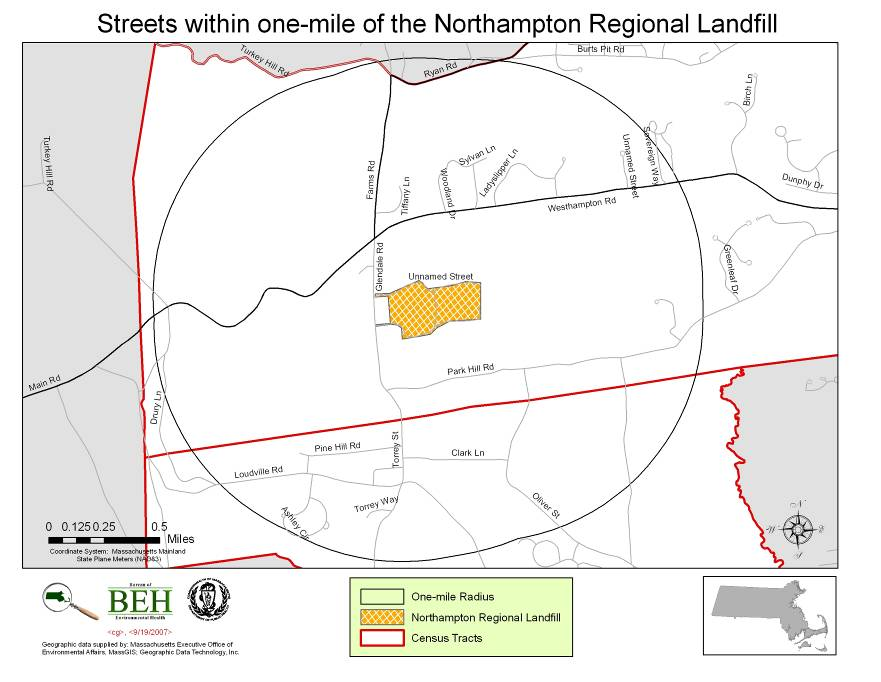 Streets within one-mile of the Northampton Regional Landfill
Turkey Hill Rd
Ryan Rd
Burts Pit Rd
Birch Ln
Turkey Hill Rd
Farms Rd
Tiffany Ln
Woodland Dr
Sylvan Ln
Ladyslipper Ln
Unnamed Street
Sovereign Way
Dunphy Dr
Westhampton Rd
Glendale Rd
Unnamed Street
Greenleaf Dr
Main Rd
Drury Ln
Park Hill Rd
Torrey St
Pine Hill Rd
Clark Ln
Loudville Rd
Torrey Way
Ashley Cir
Oliver St
0 0.125 0.25 0.5
Miles
Coordinate System: Massachusetts Mainland
State Plane Meters (NAD83)
N
W E
S
Bureau of
BEH
Environmental Health
<cg>, <9/19/2007>
Geographic data supplied by: Massachusetts Executive Office of
Environmental Affairs, MassGIS; Geographic Data Technology, Inc.
One-mile Radius
Northampton Regional Landfill
Census Tracts